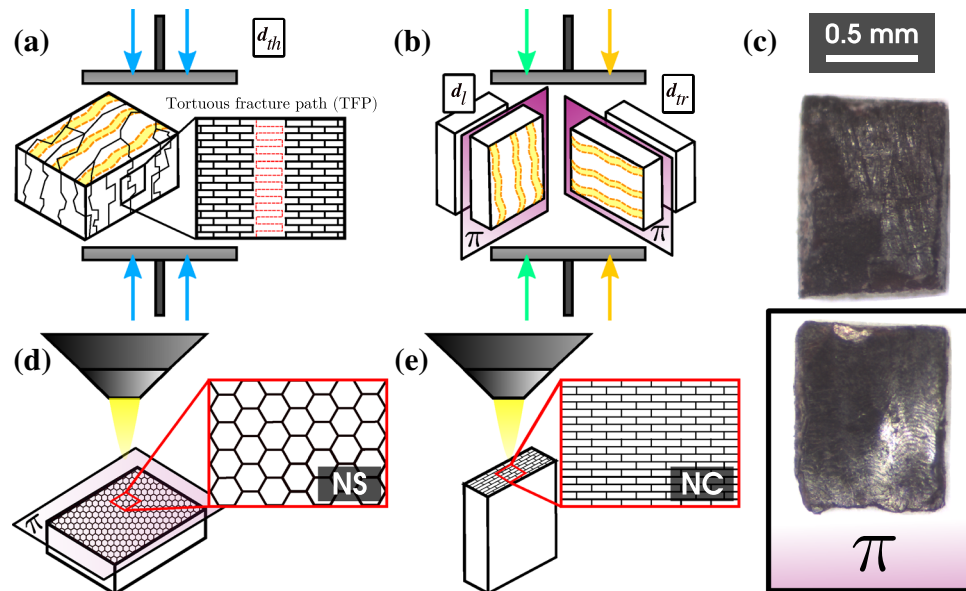 (a)
d_th
Tortuous fracture path (TFP)
(b)
d_l
d_tr
π
π
(c)
0.5 mm
(d)
NS
π
(e)
NC
π